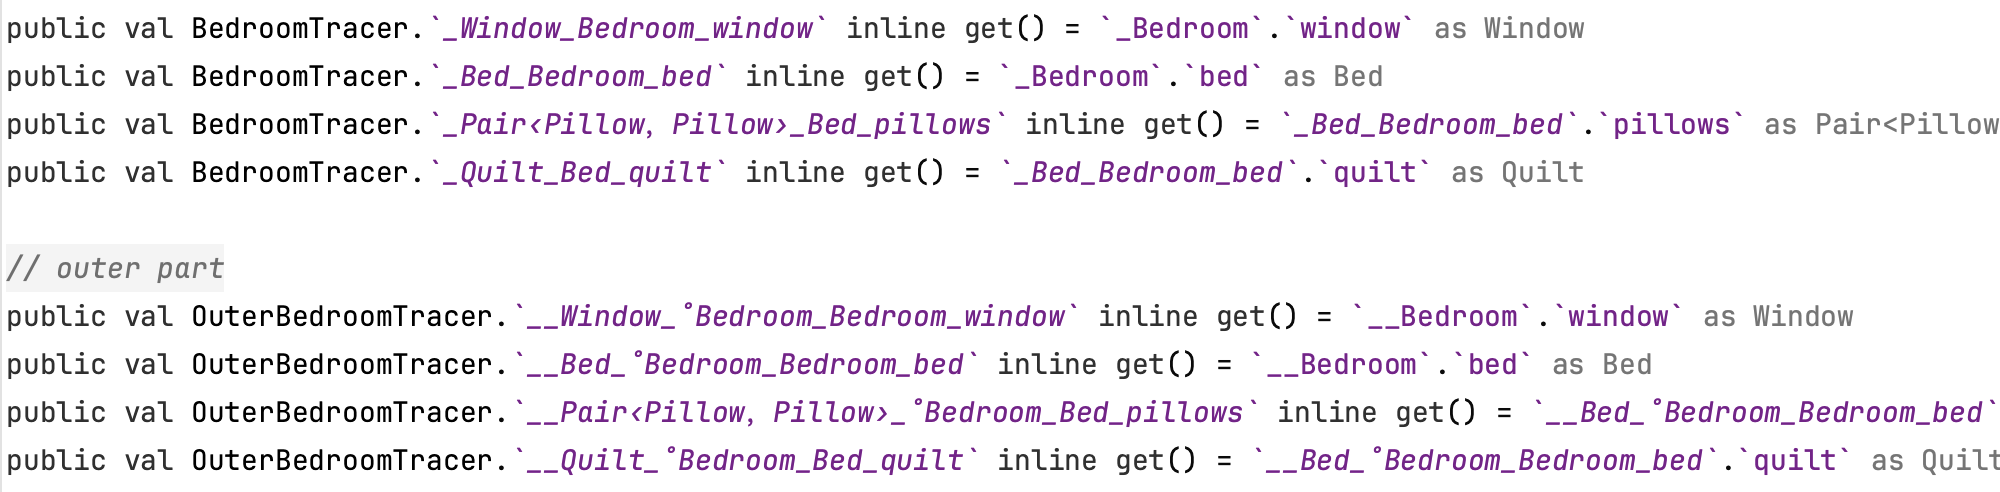 public val BedroomTracer.`_Window_Bedroom_window` inline get() = `_Bedroom`.`window` as Window
public val BedroomTracer.`_Bed_Bedroom_bed` inline get() = `_Bedroom`.`bed` as Bed
public val BedroomTracer.`_Pair‹Pillow, Pillow›_Bed_pillows` inline get() = `_Bed_Bedroom_bed`.`pillows` as Pair<Pillow
public val BedroomTracer.`_Quilt_Bed_quilt` inline get() = `_Bed_Bedroom_bed`.`quilt` as Quilt
// outer part
public val OuterBedroomTracer.`__Window_˚Bedroom_Bedroom_window` inline get() = `__Bedroom`.`window` as Window
public val OuterBedroomTracer.`__Bed_˚Bedroom_Bedroom_bed` inline get() = `__Bedroom`.`bed` as Bed
public val OuterBedroomTracer.`__Pair‹Pillow, Pillow›_˚Bedroom_Bed_pillows` inline get() = `__Bed_˚Bedroom_Bedroom_bed`
public val OuterBedroomTracer.`__Quilt_˚Bedroom_Bed_quilt` inline get() = `__Bed_˚Bedroom_Bedroom_bed`.`quilt` as Quilt